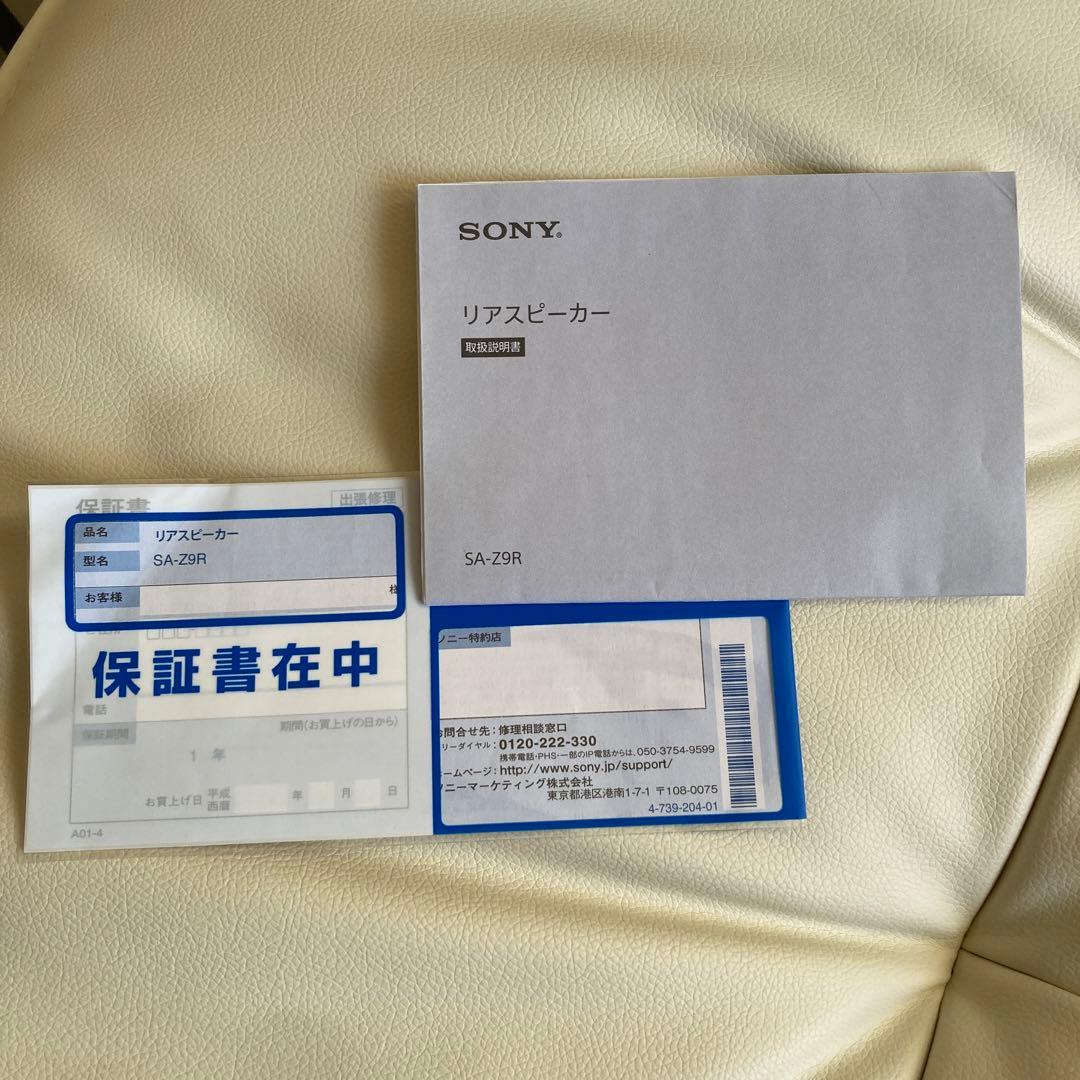 SONY®
リアスピーカー
取扱説明書
SA-Z9R
保証書
出張修理
品名 リアスピーカー
型名 SA-Z9R
お客様 様
保証書在中
電話
保証期間
期間(お買上げの日から)
1 年
お買上げ日 平成 西暦 年 月 日
A01-4
ソニー特約店
お問合せ先:修理相談窓口
リーダイヤル:0120-222-330
携帯電話・PHS・一部のIP電話からは、050-3754-9599
ームページ:http://www.sony.jp/support/
ソニーマーケティング株式会社
東京都港区港南1-7-1 〒108-0075
4-739-204-01